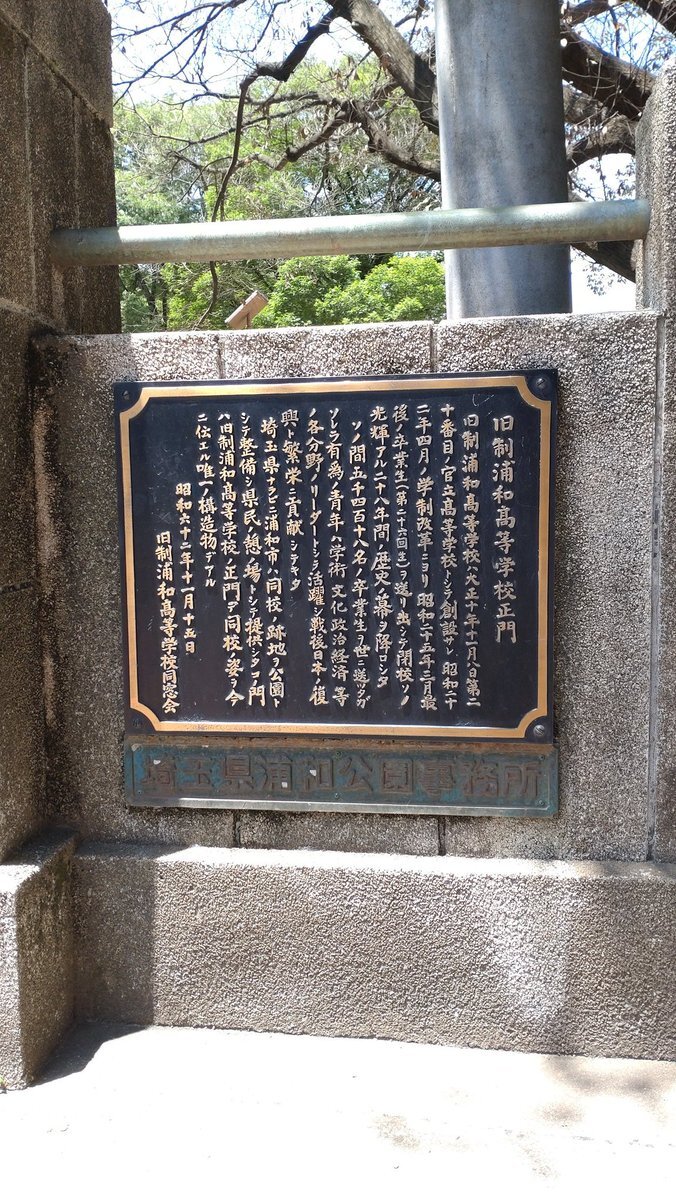 旧制浦和高等学校正門
旧制浦和高等学校ハ大正十年十一月八日第二
十番目ノ官立高等学校トシテ創設サレ 昭和二十
二年四月ノ学制改革ニヨリ 昭和二十五年三月最
後ノ卒業生(第二十六回生)ヲ送リ出シテ閉校ソノ
光輝アル二十八年間ノ歴史ノ幕ヲ降ロシタ
ソノ間五千四百十八名ノ卒業生ヲ世ニ送ッタガ
ソレラ有為ノ青年ハ学術 文化政治経済 等
ノ各分野ノリーダートシテ活躍シ戦後日本ノ復
興ト繁栄ニ貢献シテキタ
埼玉県ナラビニ浦和市ハ同校ノ跡地ヲ公園ト
シテ整備シ県民ノ憩ノ場トシテ提供シタコノ門
ハ旧制浦和高等学校ノ正門デ同校ノ姿ヲ今
ニ伝エル唯一ノ構造物デアル
昭和六十二年十一月十五日
旧制浦和高等学校同窓会
埼玉県浦和公園事務所